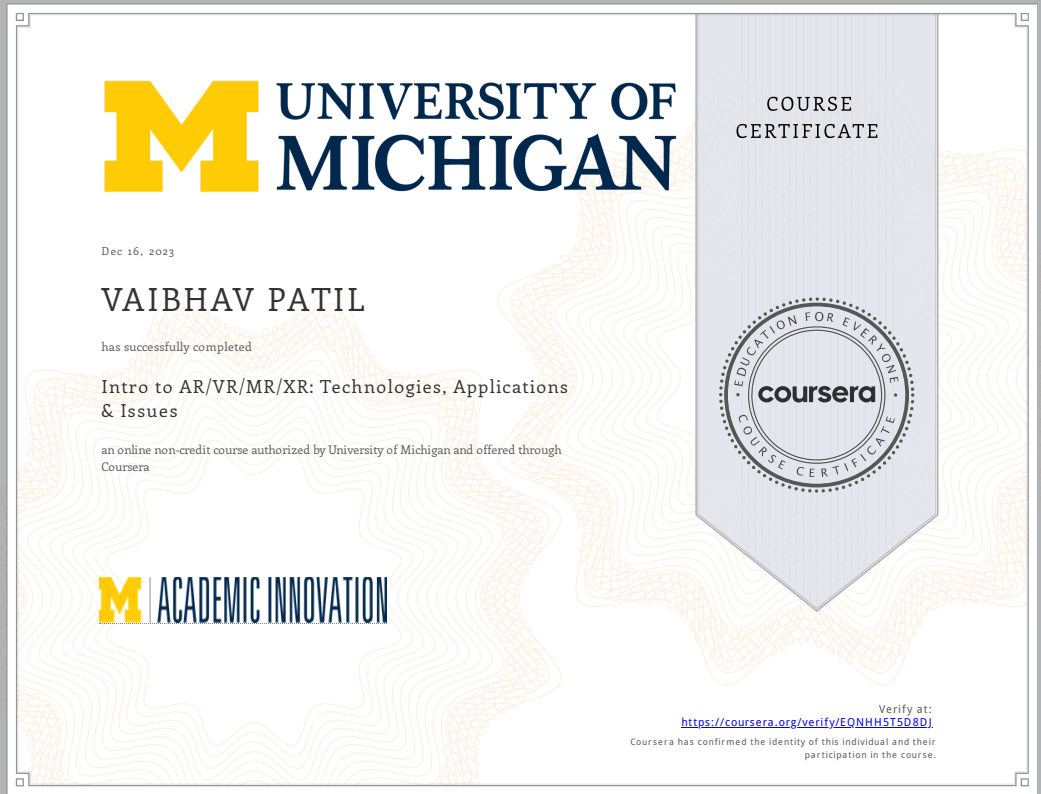 M
UNIVERSITY OF
MICHIGAN
COURSE
CERTIFICATE
Dec 16, 2023
VAIBHAV PATIL
has successfully completed
Intro to AR/VR/MR/XR: Technologies, Applications
& Issues
an online non-credit course authorized by University of Michigan and offered through
Coursera
EDUCATION FOR EVERYONE
coursera
COURSE CERTIFICATE
M | ACADEMIC INNOVATION
Verify at:
https://coursera.org/verify/EQNHH5T5D8DJ
Coursera has confirmed the identity of this individual and their
participation in the course.